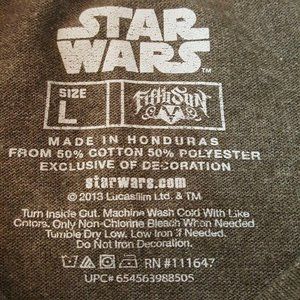 STAR
WARS™
SIZE
L
FIFTH SUN
MADE IN HONDURAS
FROM 50% COTTON 50% POLYESTER
EXCLUSIVE OF DECORATION
starwars.com
© 2013 Lucasfilm Ltd. & TM
Turn Inside Out. Machine Wash Cold With Like
Colors. Only Non-Chlorine Bleach When Needed
Tumble Dry Low. Low Iron if Needed.
Do Not Iron Decoration.
RN #111647
UPC# 654563988505